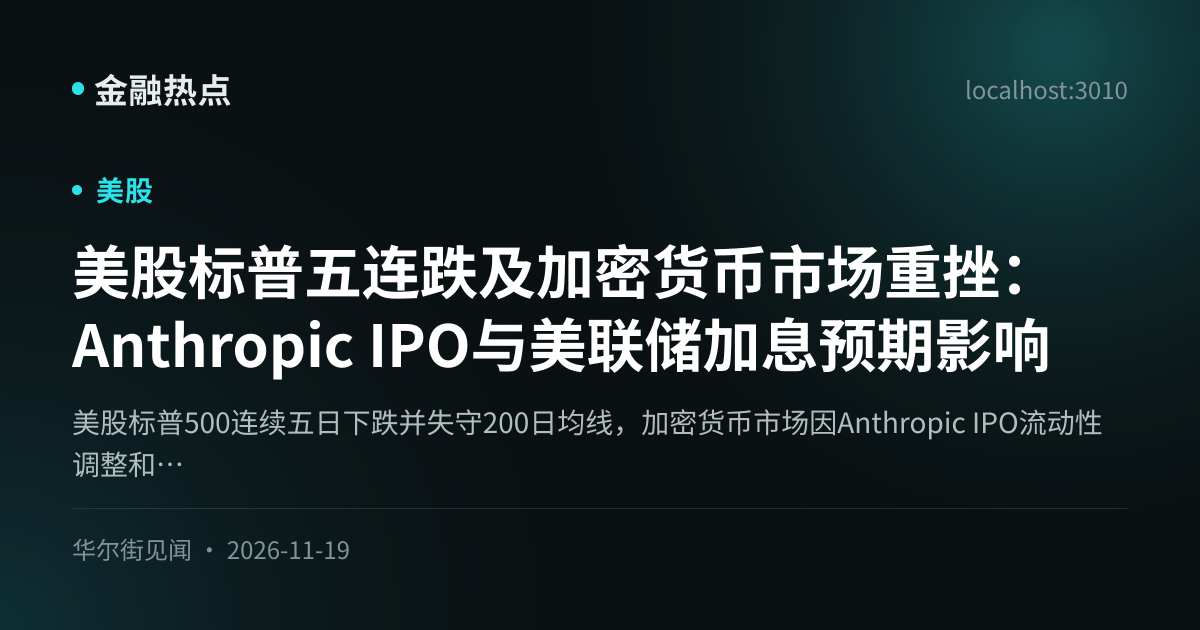 金融热点
localhost:3010
美股
美股标普五连跌及加密货币市场重挫：
Anthropic IPO与美联储加息预期影响
美股标普500连续五日下跌并失守200日均线，加密货币市场因Anthropic IPO流动性
调整和…
华尔街见闻 • 2026-11-19